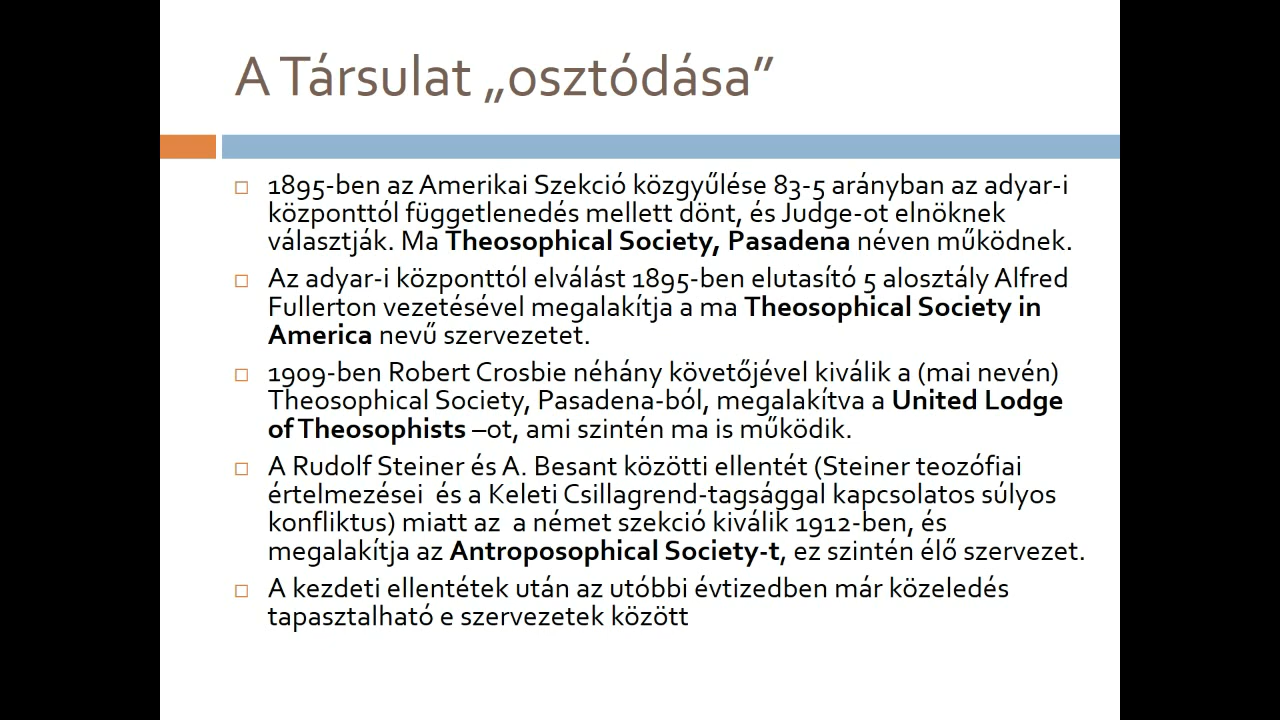 A Társulat „osztódása”
1895-ben az Amerikai Szekció közgyűlése 83-5 arányban az adyar-i
központtól függetlenedés mellett dönt, és Judge-ot elnöknek
választják. Ma Theosophical Society, Pasadena néven működnek.
Az adyar-i központtól elválást 1895-ben elutasító 5 alosztály Alfred
Fullerton vezetésével megalakítja a ma Theosophical Society in
America nevű szervezetet.
1909-ben Robert Crosbie néhány követőjével kiválik a (mai nevén)
Theosophical Society, Pasadena-ból, megalakítva a United Lodge
of Theosophists –ot, ami szintén ma is működik.
A Rudolf Steiner és A. Besant közötti ellentét (Steiner teozófiai
értelmezései  és a Keleti Csillagrend-tagsággal kapcsolatos súlyos
konfliktus) miatt az  a német szekció kiválik 1912-ben, és
megalakítja az Antroposophical Society-t, ez szintén élő szervezet.
A kezdeti ellentétek után az utóbbi évtizedben már közeledés
tapasztalható e szervezetek között